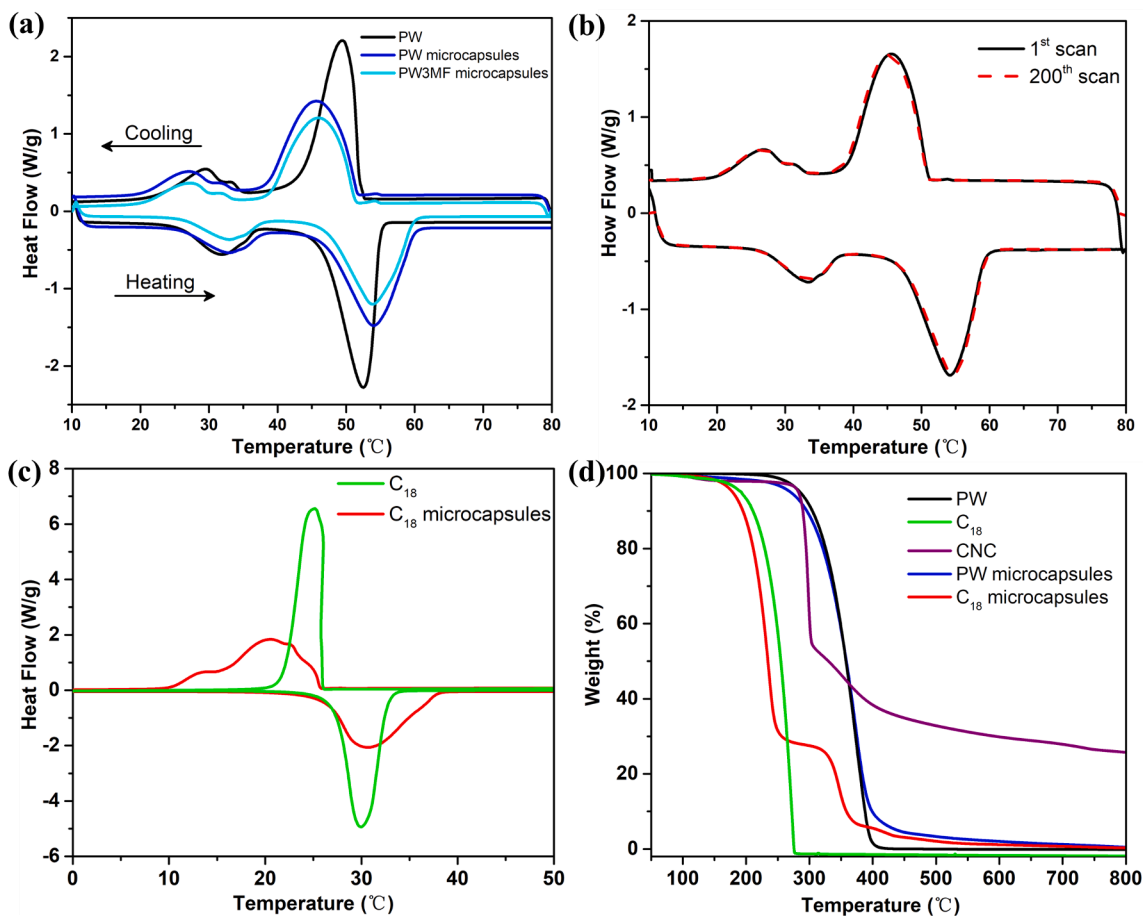 (a)
PW
PW microcapsules
PW3MF microcapsules
Cooling
Heating
2
1
0
-1
-2
Heat Flow (W/g)
10 20 30 40 50 60 70 80
Temperature (℃)
(b)
1st scan
200th scan
2
1
0
-1
-2
How Flow (W/g)
10 20 30 40 50 60 70 80
Temperature (℃)
(c)
C18
C18 microcapsules
8
6
4
2
0
-2
-4
-6
Heat Flow (W/g)
0 10 20 30 40 50
Temperature (℃)
(d)
PW
C18
CNC
PW microcapsules
C18 microcapsules
100
80
60
40
20
0
Weight (%)
100 200 300 400 500 600 700 800
Temperature (℃)